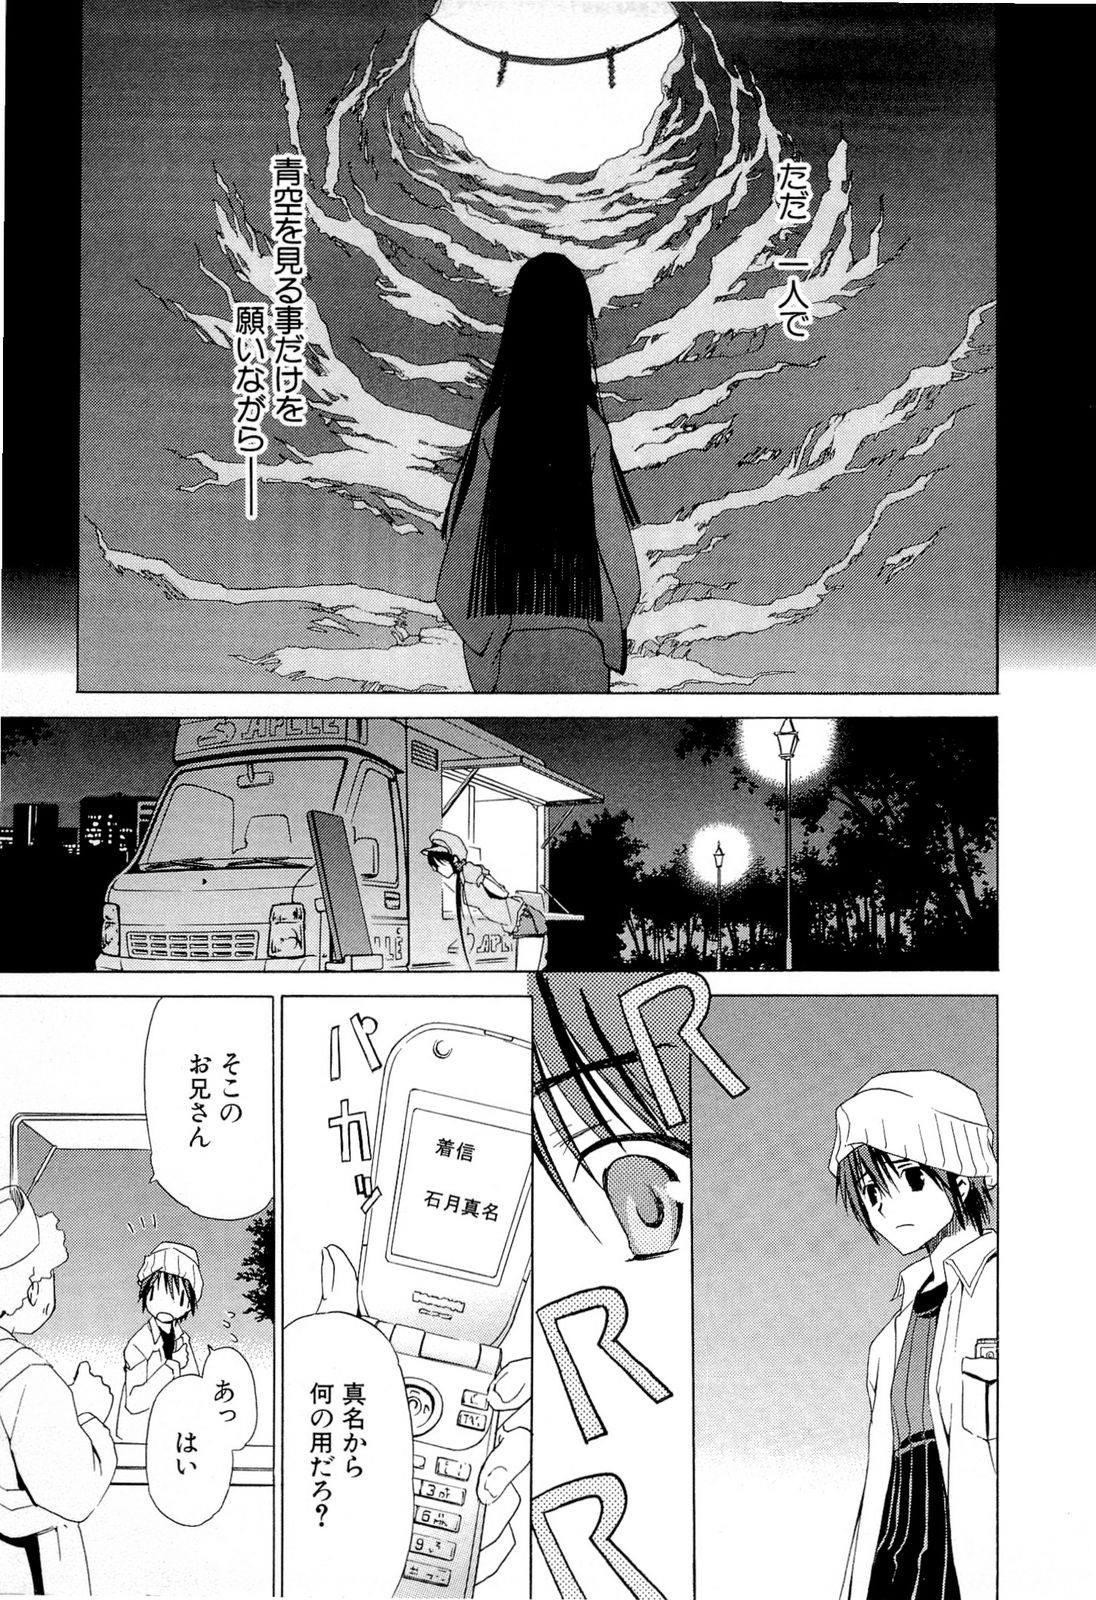 ただ 一人で
青空を見る事だけを
願いながら――
APLLE
APLLE
R
R
R
パカッ
着信
石月真名
真名から
何の用だろ?
そこの
お兄さん
あっ
はい